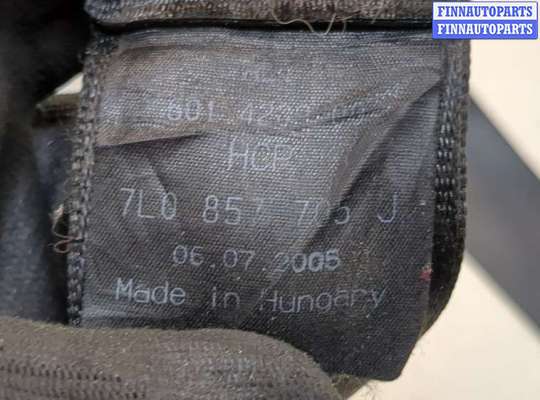 FINNAUTOPARTS
FINNAUTOPARTS
HCP
7L0 857 705 J
06.07.2005
Made in Hungary